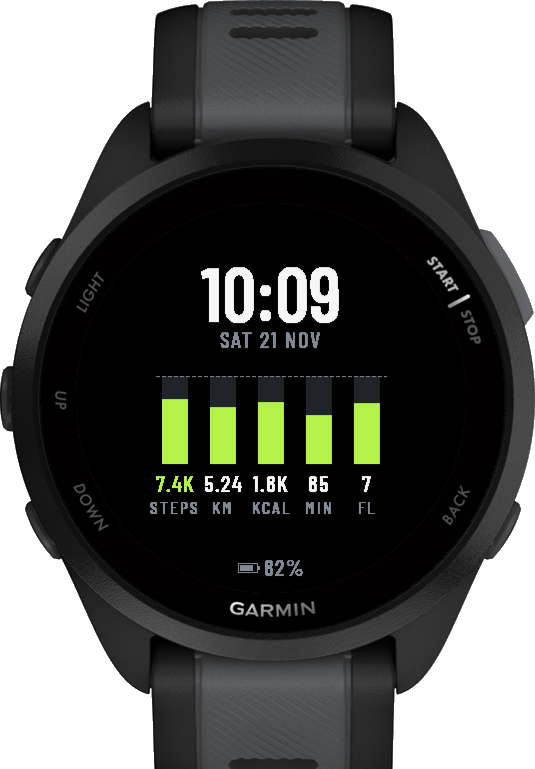 10:09
SAT 21 NOV
LIGHT
START
STOP
UP
7.4K 5.24 1.8K 85 7
STEPS KM KCAL MIN FL
DOWN
BACK
82%
GARMIN